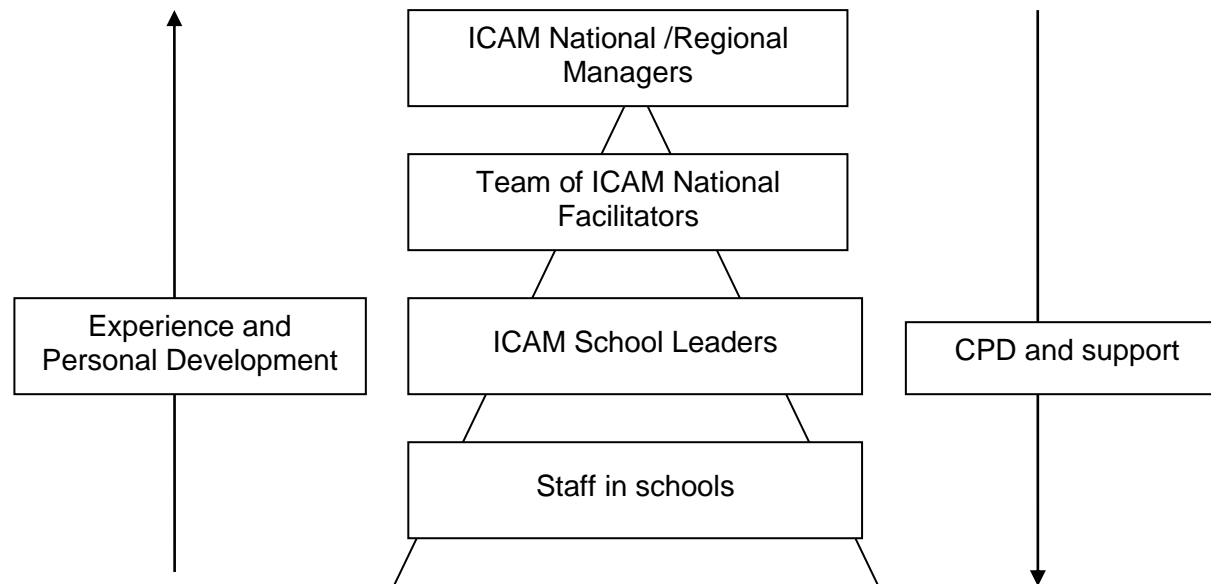 ICAM National /Regional
Managers
Team of ICAM National
Facilitators
Experience and
Personal Development
ICAM School Leaders
CPD and support
Staff in schools